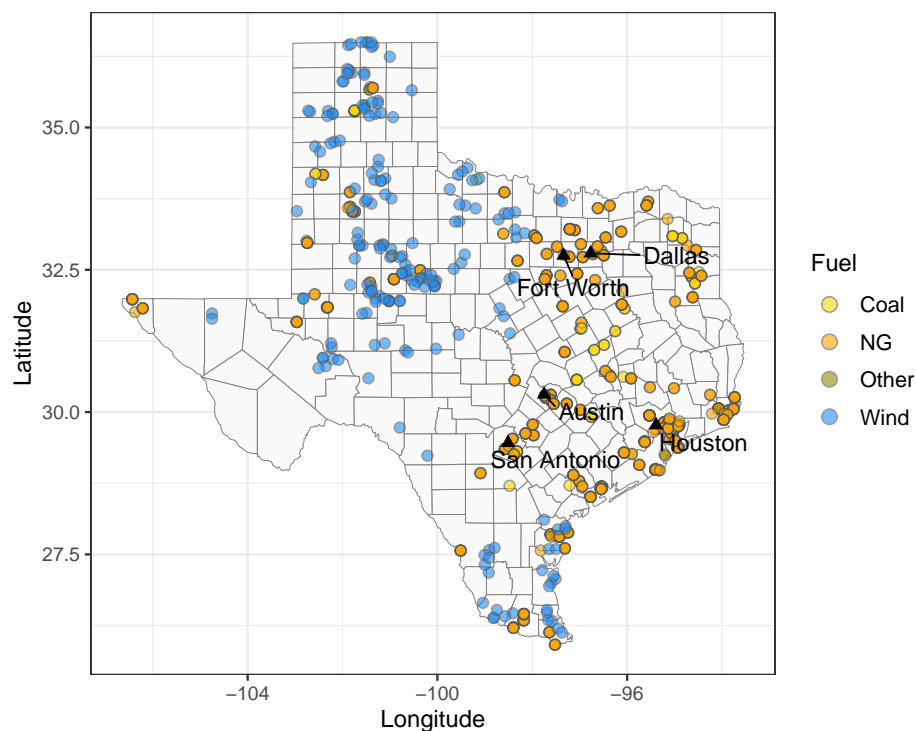 35.0
32.5
30.0
27.5
Latitude
−104
−100
−96
Longitude
Dallas
Fort Worth
Austin
Houston
San Antonio
Fuel
Coal
NG
Other
Wind